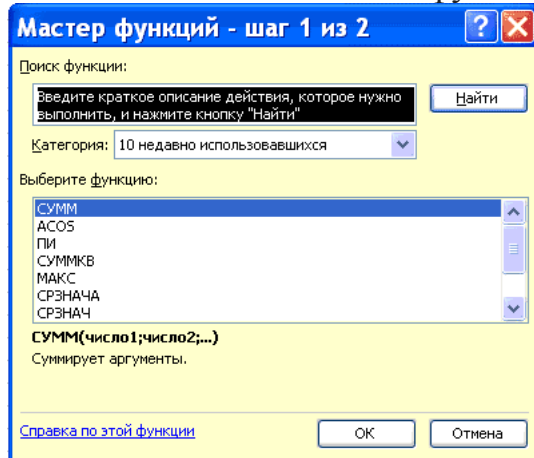 Мастер функций - шаг 1 из 2
Поиск функции:
Введите краткое описание действия, которое нужно
выполнить, и нажмите кнопку "Найти"
Найти
Категория: 10 недавно использовавшихся
Выберите функцию:
СУММ
ACOS
ПИ
СУММКВ
МАКС
СРЗНАЧА
СРЗНАЧ
СУММ(число1;число2;...)
Суммирует аргументы.
Справка по этой функции
ОК
Отмена